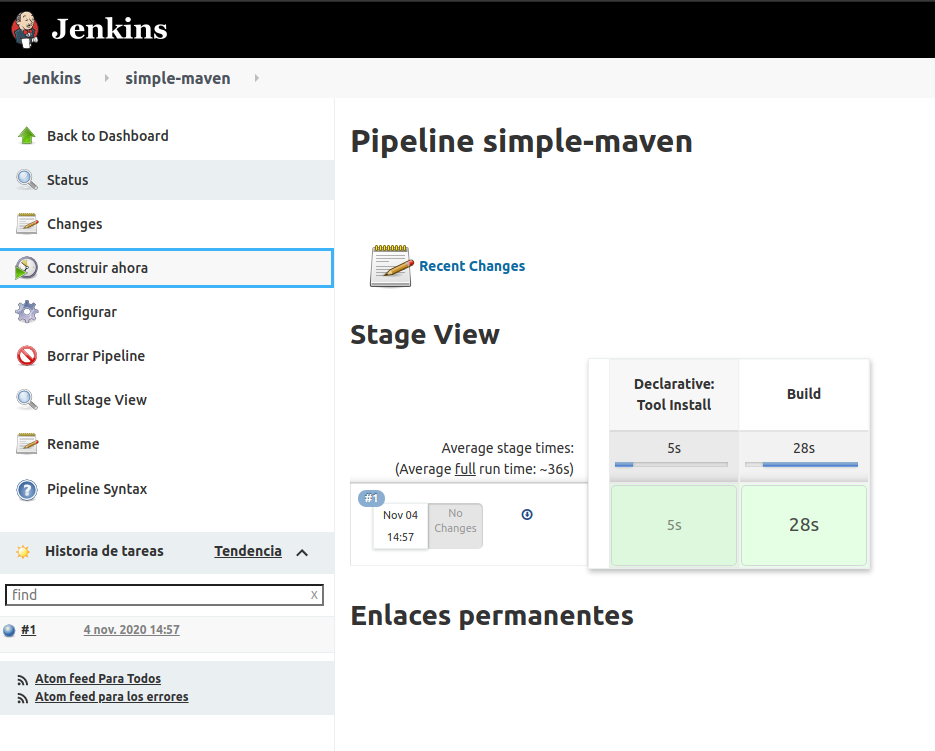 Jenkins
Jenkins simple-maven
Back to Dashboard
Status
Changes
Construir ahora
Configurar
Borrar Pipeline
Full Stage View
Rename
Pipeline Syntax
Historia de tareas Tendencia
find x
#1 4 nov. 2020 14:57
Atom feed Para Todos
Atom feed para los errores
Pipeline simple-maven
Recent Changes
Stage View
Declarative:
Tool Install
Build
Average stage times:
(Average full run time: ~36s)
5s 28s
#1
Nov 04
14:57
No
Changes
5s 28s
Enlaces permanentes